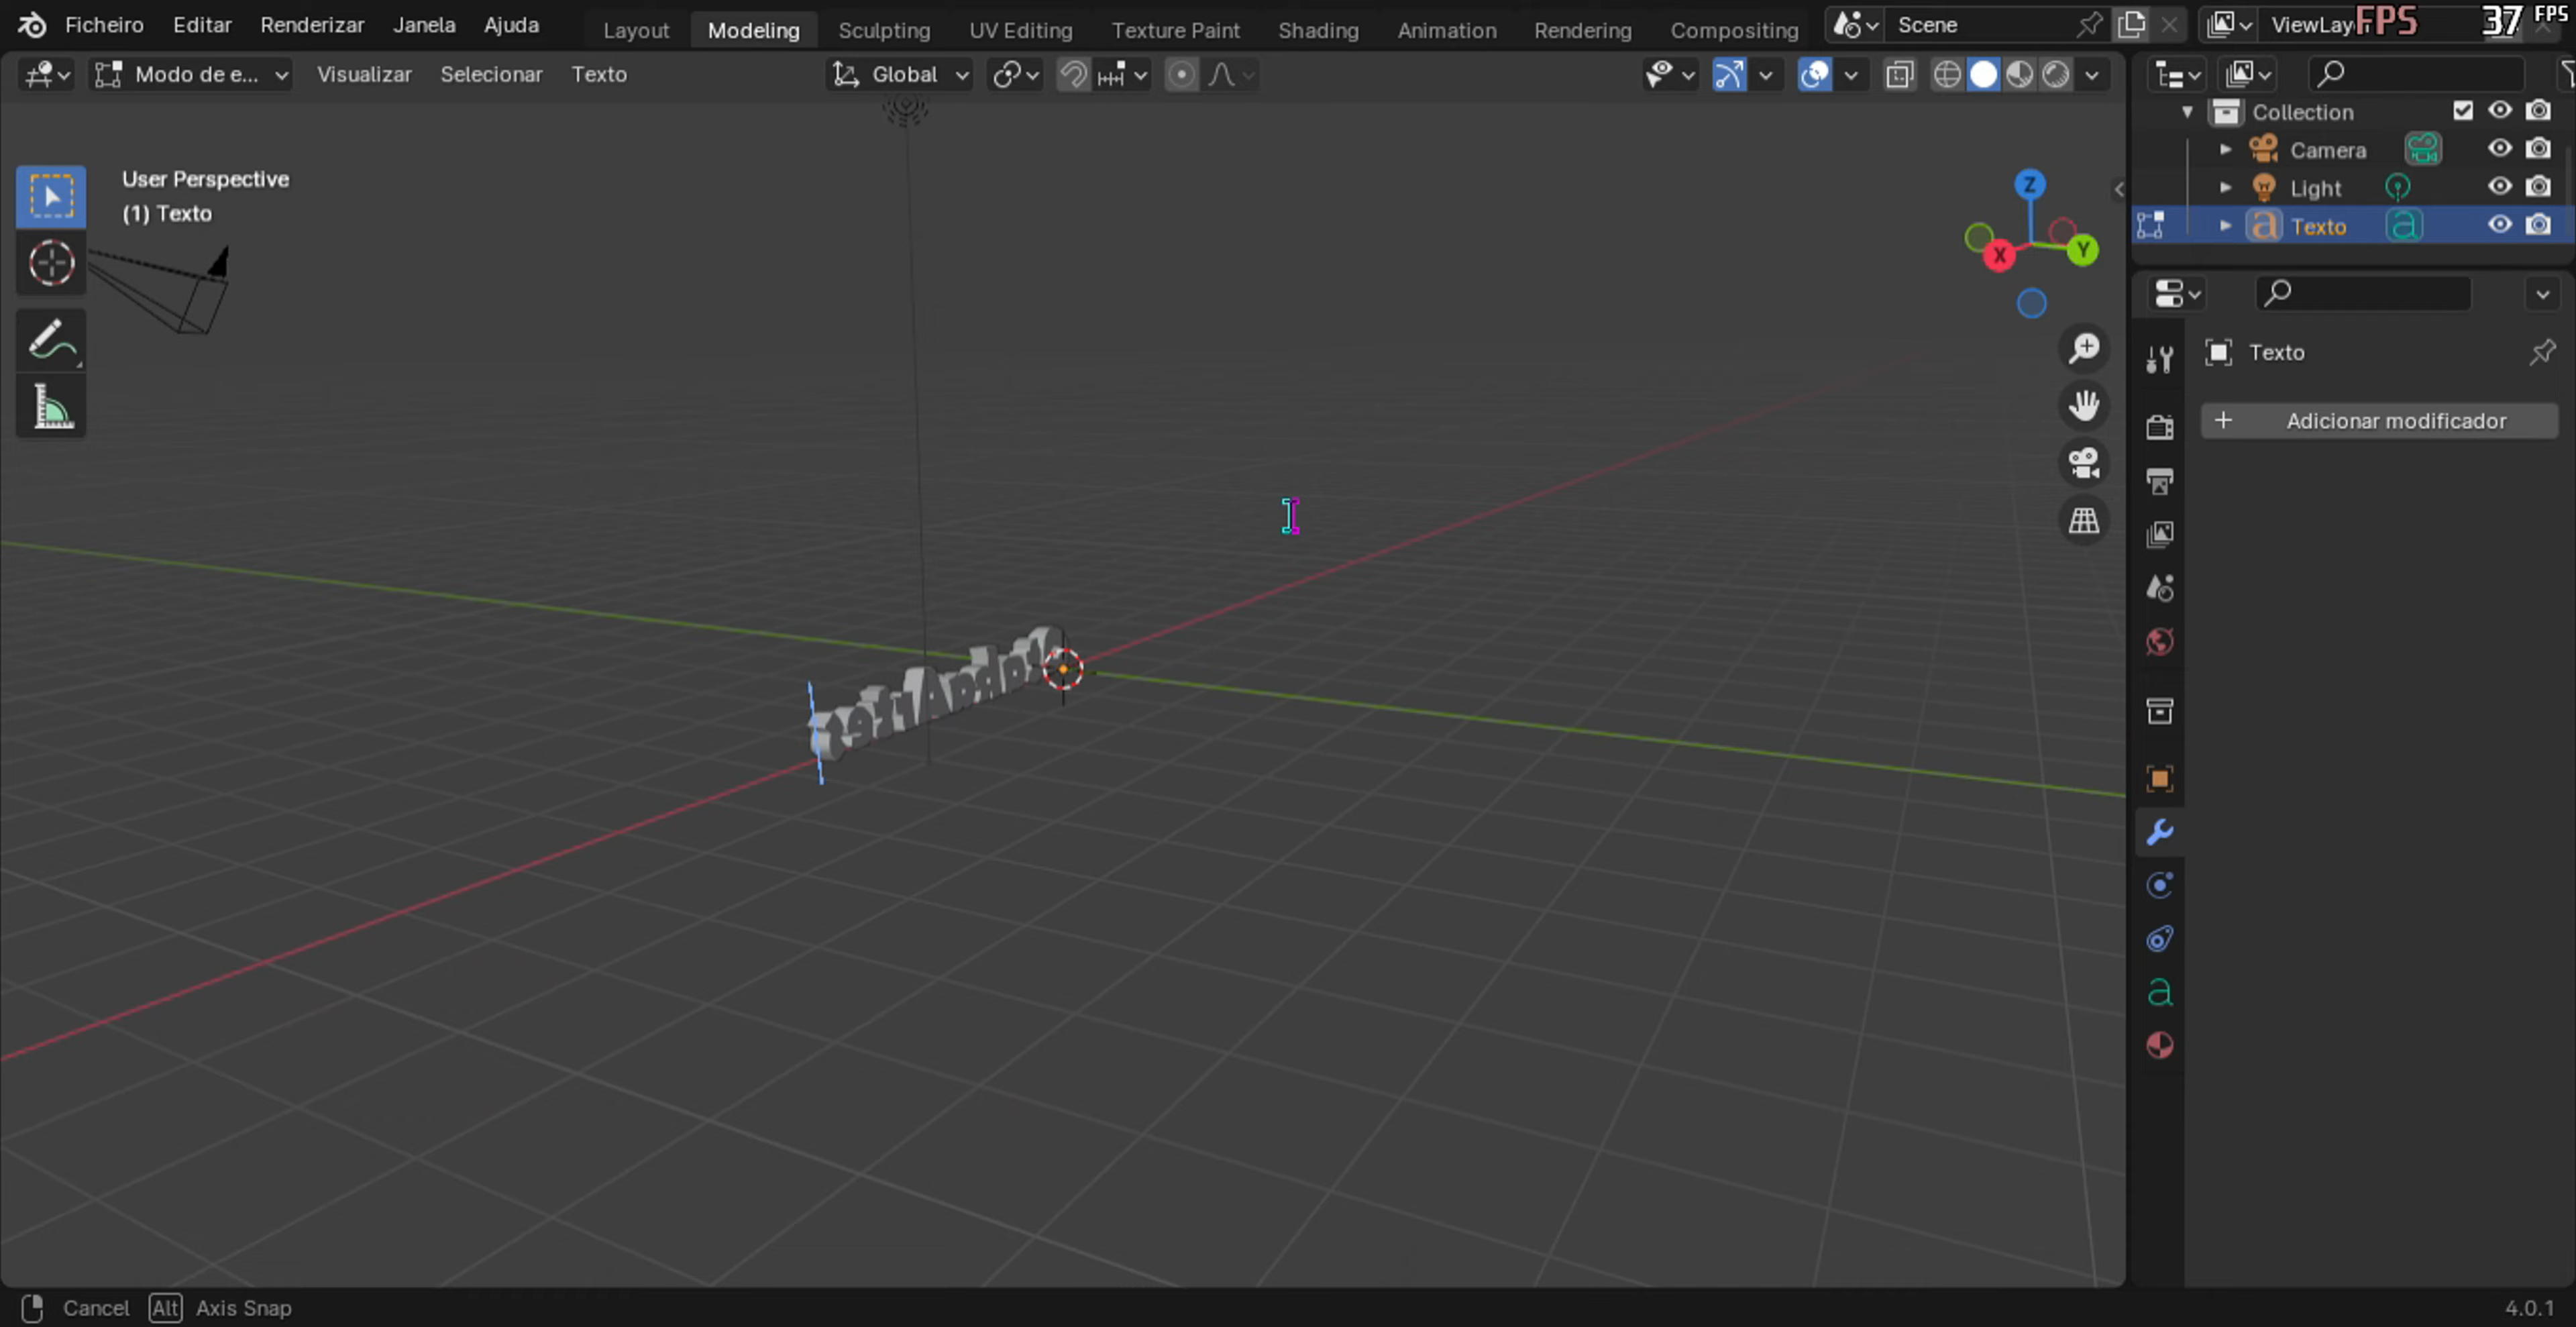 Ficheiro Editar Renderizar Janela Ajuda Layout Modeling Sculpting UV Editing Texture Paint Shading Animation Rendering Compositing Scene ViewLay FPS 37 FPS
Modo de e... Visualizar Selecionar Texto Global
Collection
User Perspective
(1) Texto
Camera
Light
Texto
Z
X
Y
Texto
+ Adicionar modificador
Cancel Alt Axis Snap 4.0.1